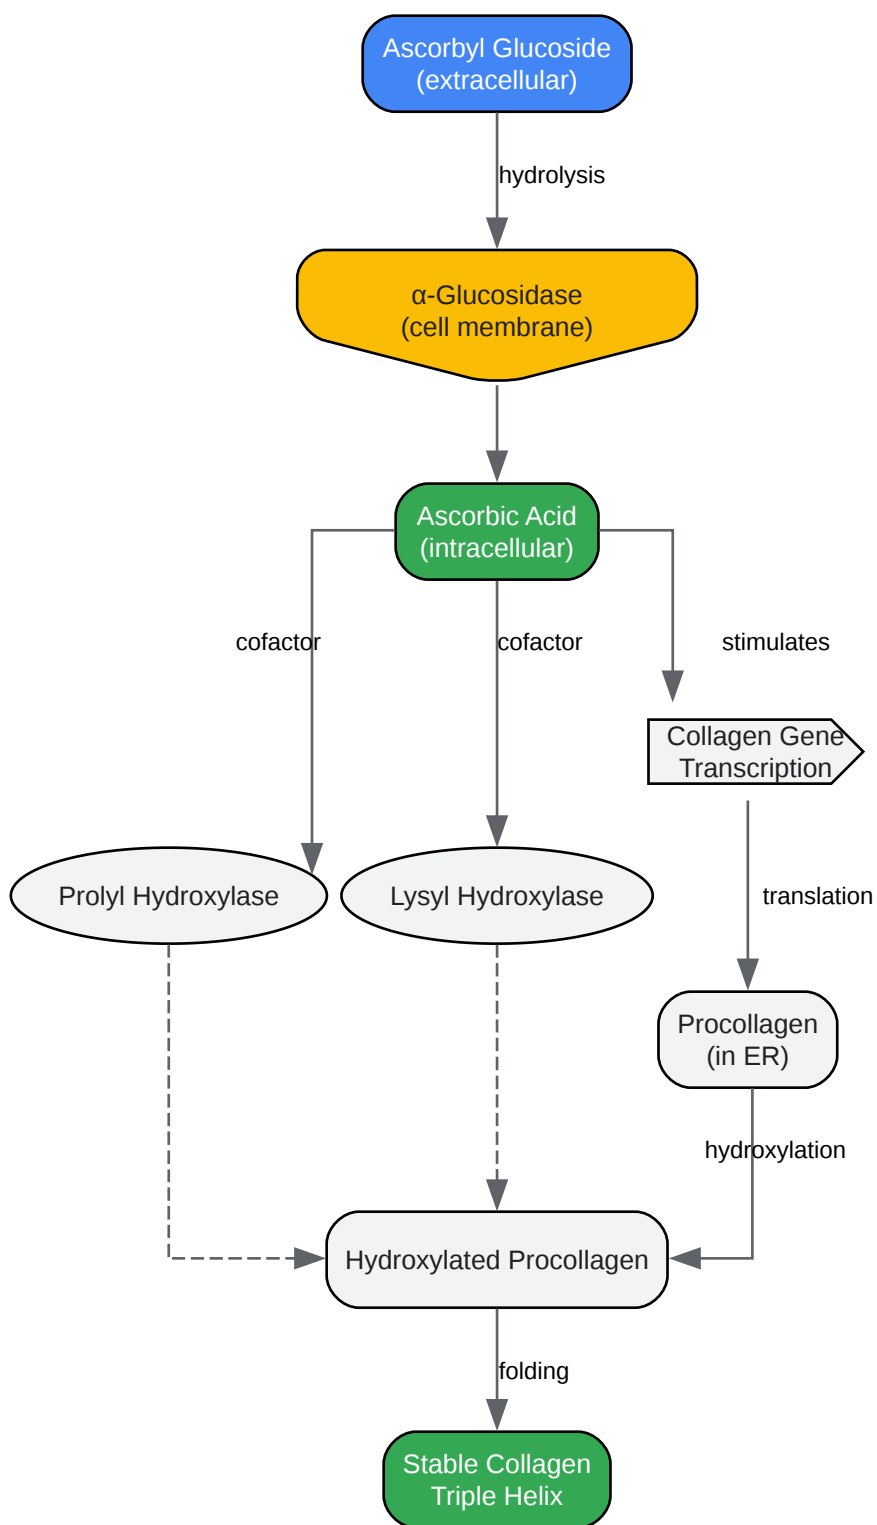 Ascorbyl Glucoside
(extracellular)
hydrolysis
α-Glucosidase
(cell membrane)
Ascorbic Acid
(intracellular)
cofactor
cofactor
stimulates
Collagen Gene
Transcription
Prolyl Hydroxylase
Lysyl Hydroxylase
translation
Procollagen
(in ER)
hydroxylation
Hydroxylated Procollagen
folding
Stable Collagen
Triple Helix